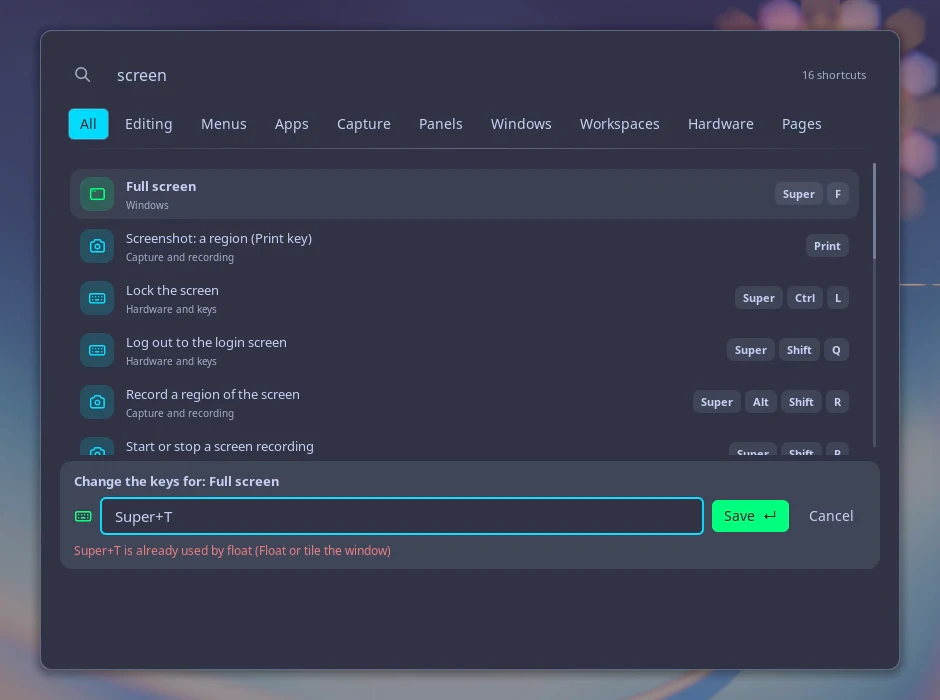 screen
16 shortcuts
All Editing Menus Apps Capture Panels Windows Workspaces Hardware Pages
Full screen
Windows
Super F
Screenshot: a region (Print key)
Capture and recording
Print
Lock the screen
Hardware and keys
Super Ctrl L
Log out to the login screen
Hardware and keys
Super Shift Q
Record a region of the screen
Capture and recording
Super Alt Shift R
Start or stop a screen recording
Super Shift R
Change the keys for: Full screen
Super+T
Save Cancel
Super+T is already used by float (Float or tile the window)